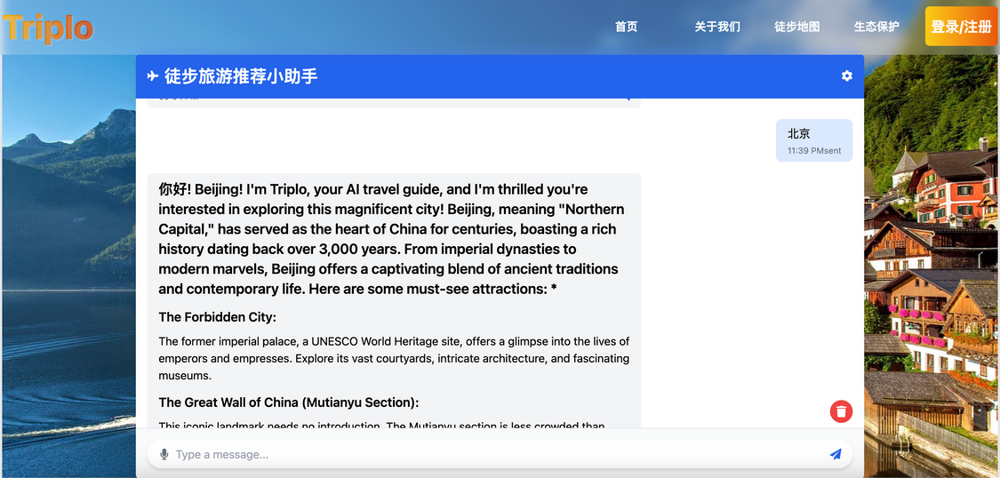 Triplo
首页
关于我们
徒步地图
生态保护
登录/注册
徒步旅游推荐小助手
北京
11:39 PMsent
你好! Beijing! I'm Triplo, your AI travel guide, and I'm thrilled you're
interested in exploring this magnificent city! Beijing, meaning "Northern
Capital," has served as the heart of China for centuries, boasting a rich
history dating back over 3,000 years. From imperial dynasties to
modern marvels, Beijing offers a captivating blend of ancient traditions
and contemporary life. Here are some must-see attractions: *
The Forbidden City:
The former imperial palace, a UNESCO World Heritage site, offers a glimpse into the lives of
emperors and empresses. Explore its vast courtyards, intricate architecture, and fascinating
museums.
The Great Wall of China (Mutianyu Section):
This iconic landmark needs no introduction. The Mutianyu section is less crowded than
Type a message...